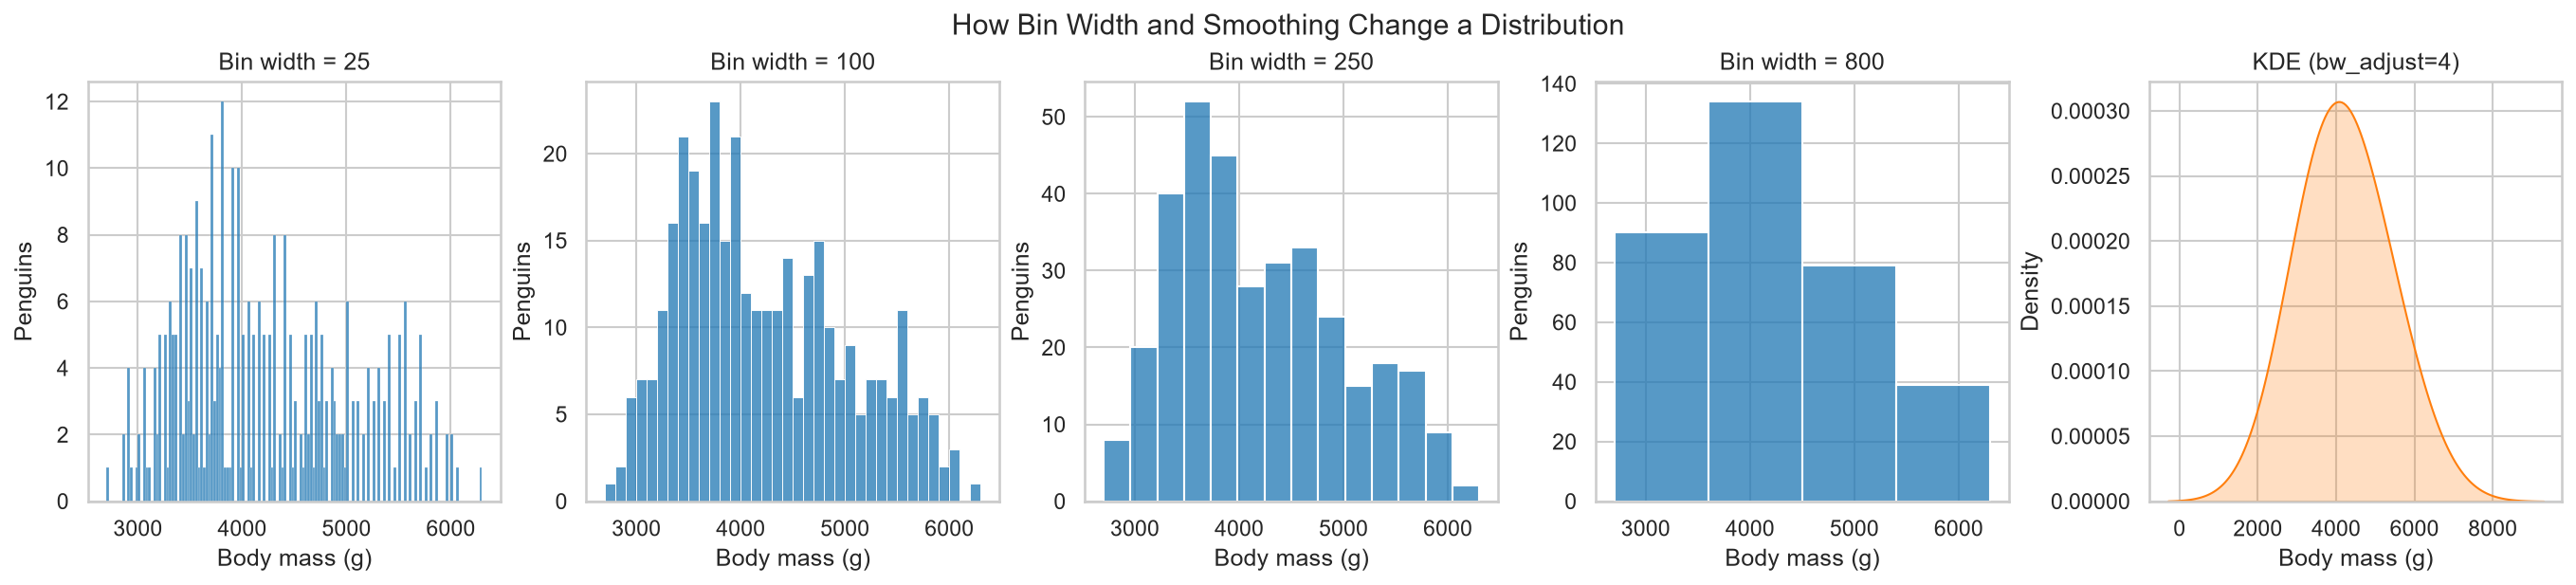 How Bin Width and Smoothing Change a Distribution
Bin width = 25
Penguins
12
10
8
6
4
2
0
3000 4000 5000 6000
Body mass (g)
Bin width = 100
Penguins
20
15
10
5
0
3000 4000 5000 6000
Body mass (g)
Bin width = 250
Penguins
50
40
30
20
10
0
3000 4000 5000 6000
Body mass (g)
Bin width = 800
Penguins
140
120
100
80
60
40
20
0
3000 4000 5000 6000
Body mass (g)
KDE (bw_adjust=4)
Density
0.00030
0.00025
0.00020
0.00015
0.00010
0.00005
0.00000
0 2000 4000 6000 8000
Body mass (g)